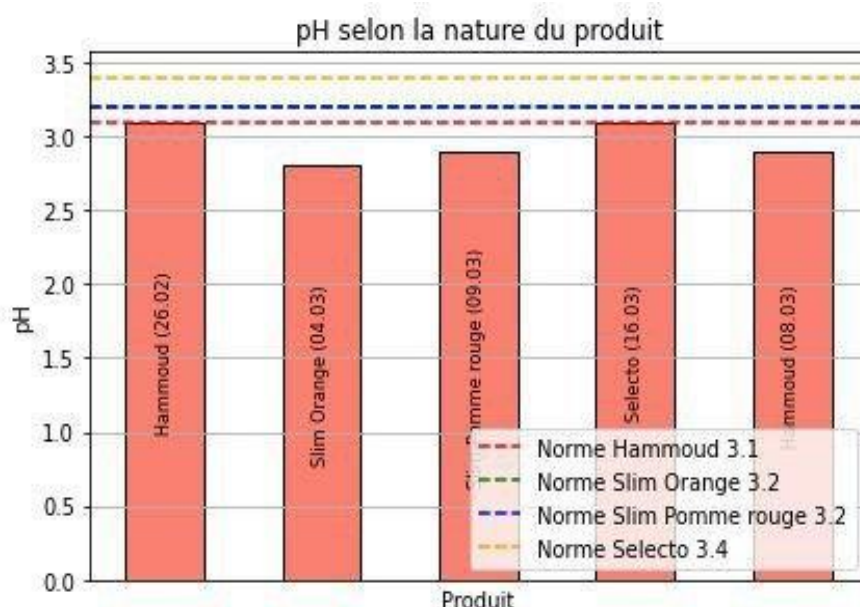 pH selon la nature du produit
3.5
3.0
2.5
2.0
1.5
1.0
0.5
0.0
pH
Hammoud (26.02)
Slim Orange (04.03)
Pomme rouge (09.03)
Selecto (16.03)
Hammoud (08.03)
Norme Hammoud 3.1
Norme Slim Orange 3.2
Norme Slim Pomme rouge 3.2
Norme Selecto 3.4
Produit